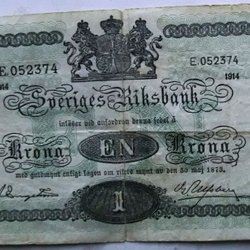 E.052374 E.052374
914 1914
Sveriges Riksbank
inlöser vid anfordran denna sedel å
Krona EN Krona
med guldmynt enligt lagen om rikets mynt av den 30 maj 1873.
1